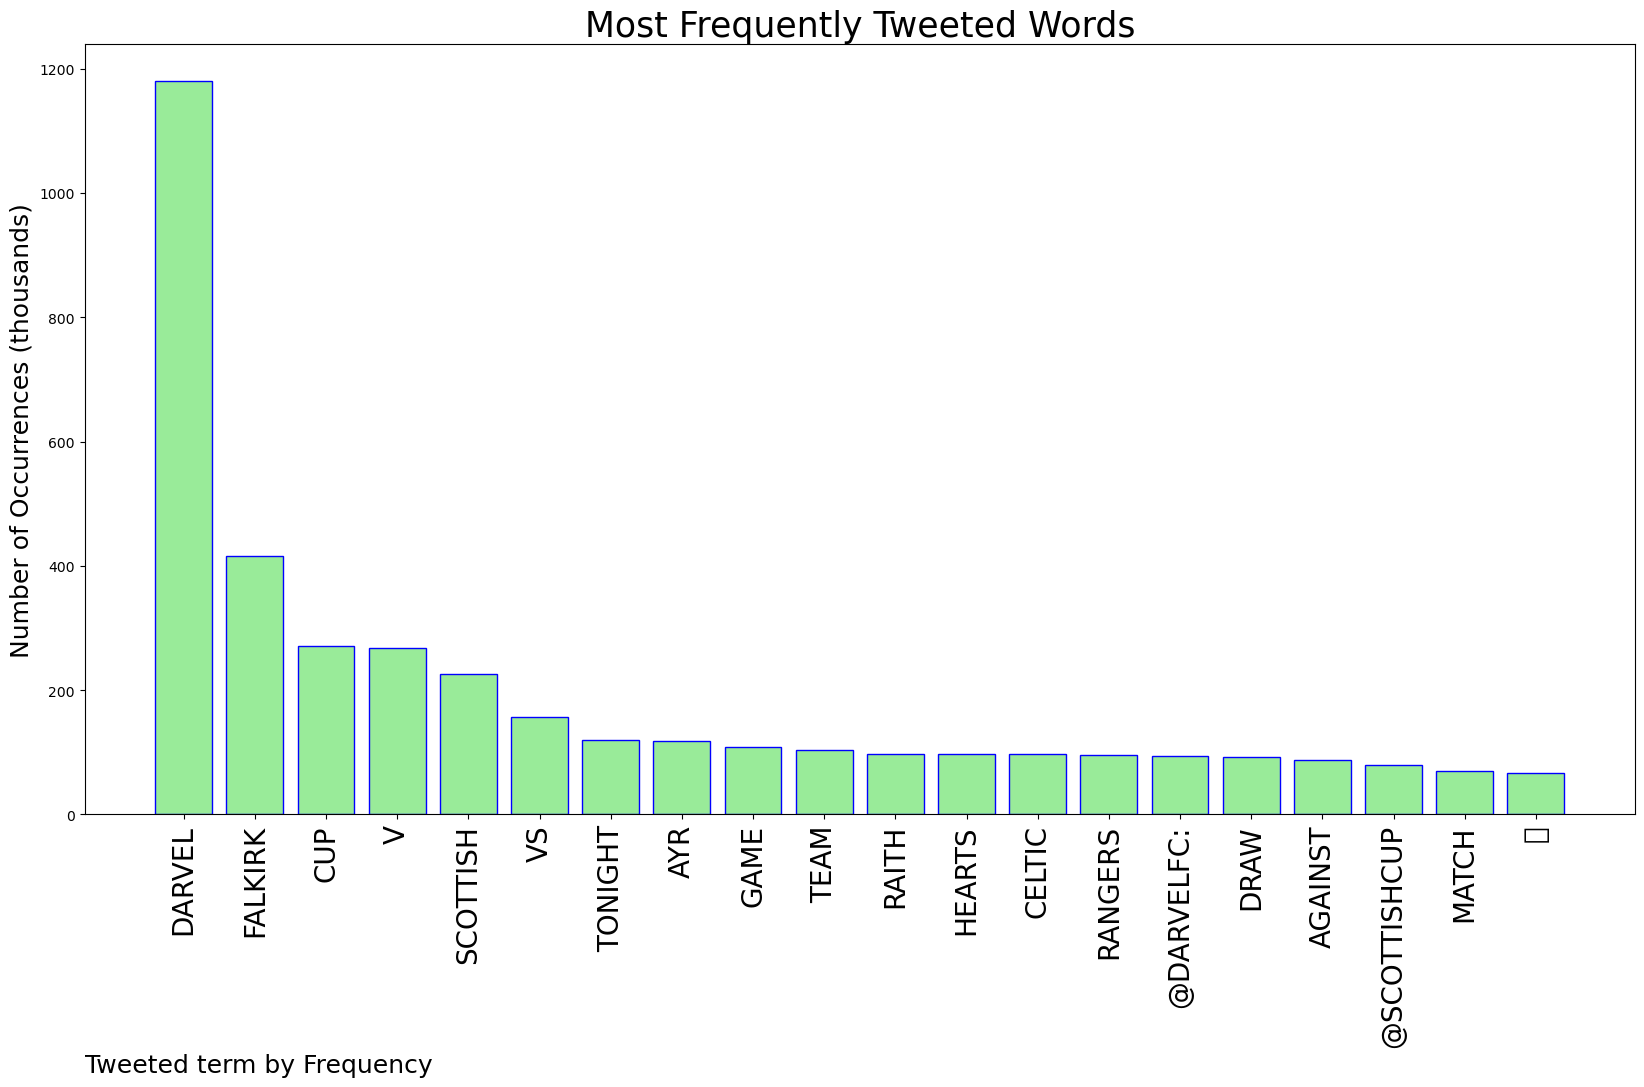 Most Frequently Tweeted Words
Number of Occurrences (thousands)
1200
1000
800
600
400
200
0
DARVEL
FALKIRK
CUP
V
SCOTTISH
VS
TONIGHT
AYR
GAME
TEAM
RAITH
HEARTS
CELTIC
RANGERS
@DARVELFC:
DRAW
AGAINST
@SCOTTISHCUP
MATCH
Tweeted term by Frequency